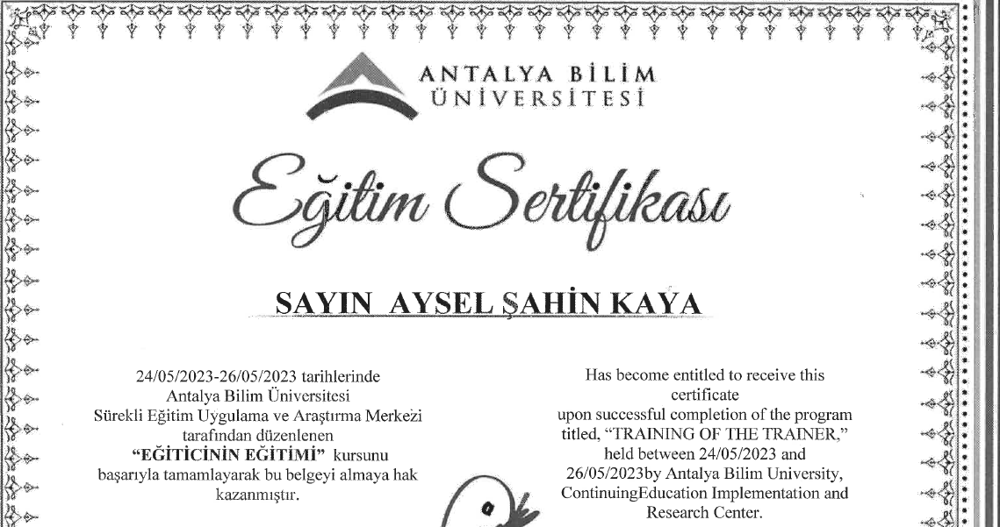 ANTALYA BİLİM
ÜNİVERSİTESİ
Eğitim Sertifikası
SAYIN AYSEL ŞAHİN KAYA
24/05/2023-26/05/2023 tarihlerinde
Antalya Bilim Üniversitesi
Sürekli Eğitim Uygulama ve Araştırma Merkezi
tarafından düzenlenen
“EĞİTİCİNİN EĞİTİMİ” kursunu
başarıyla tamamlayarak bu belgeyi almaya hak
kazanmıştır.
Has become entitled to receive this
certificate
upon successful completion of the program
titled, “TRAINING OF THE TRAINER,”
held between 24/05/2023 and
26/05/2023by Antalya Bilim University,
ContinuingEducation Implementation and
Research Center.